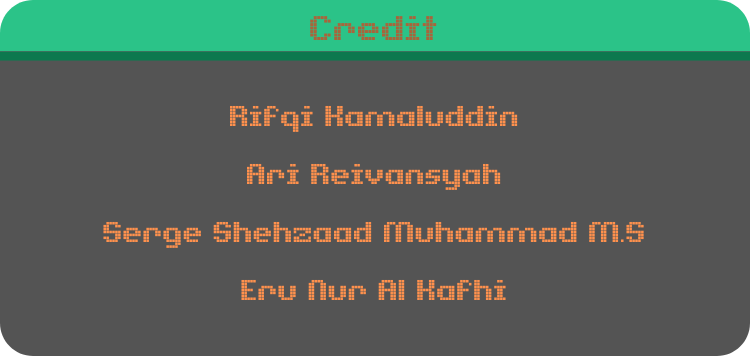 Credit
Rifqi Kamaluddin
Ari Reivansyah
Serge Shehzaad Muhammad M.S
Eru Nur Al Kafhi